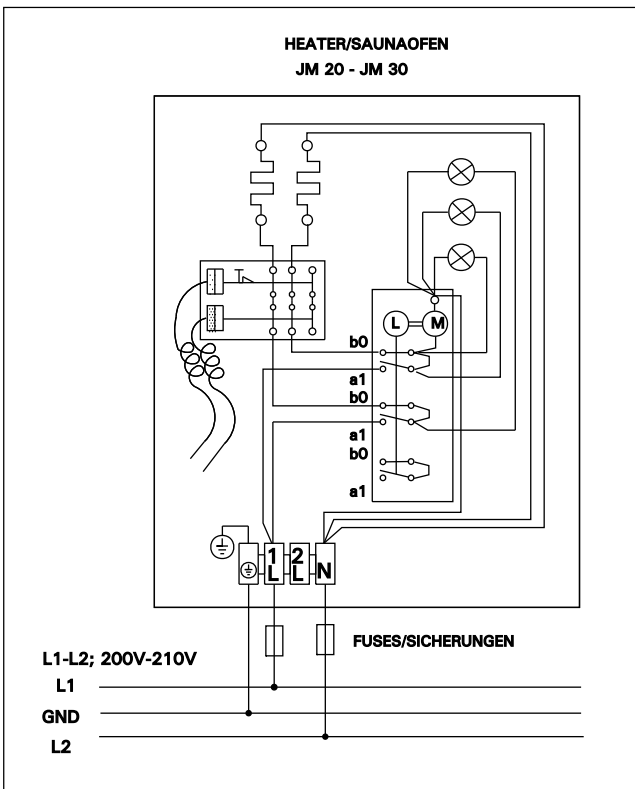 HEATER/SAUNAOFEN
JM 20 - JM 30
L M
b0
a1
b0
a1
b0
a1
1 2
L L N
FUSES/SICHERUNGEN
L1-L2; 200V-210V
L1
GND
L2